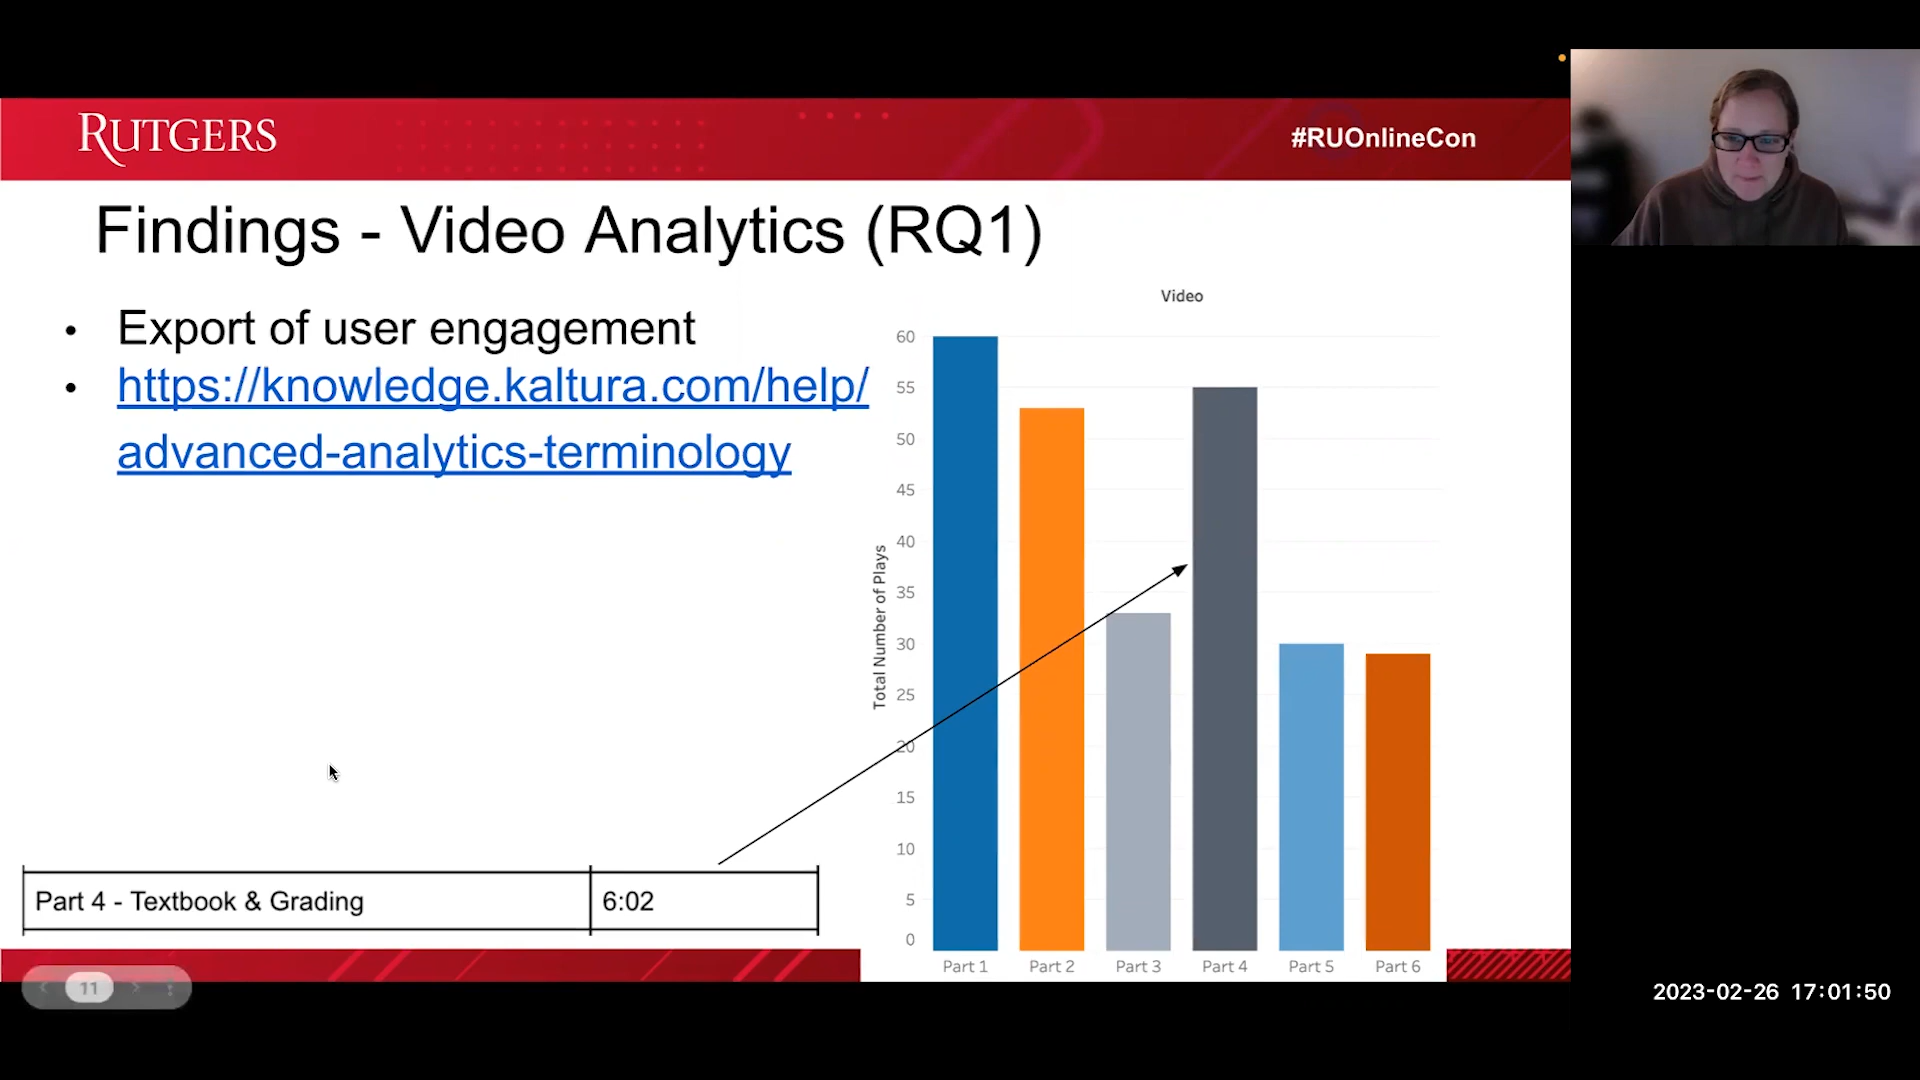 RUTGERS
#RUOnlineCon
Findings - Video Analytics (RQ1)
• Export of user engagement
• https://knowledge.kaltura.com/help/
advanced-analytics-terminology
Video
60
55
50
45
40
35
30
25
20
15
10
5
0
Total Number of Plays
Part 1 Part 2 Part 3 Part 4 Part 5 Part 6
Part 4 - Textbook & Grading 6:02
11
2023-02-26 17:01:50